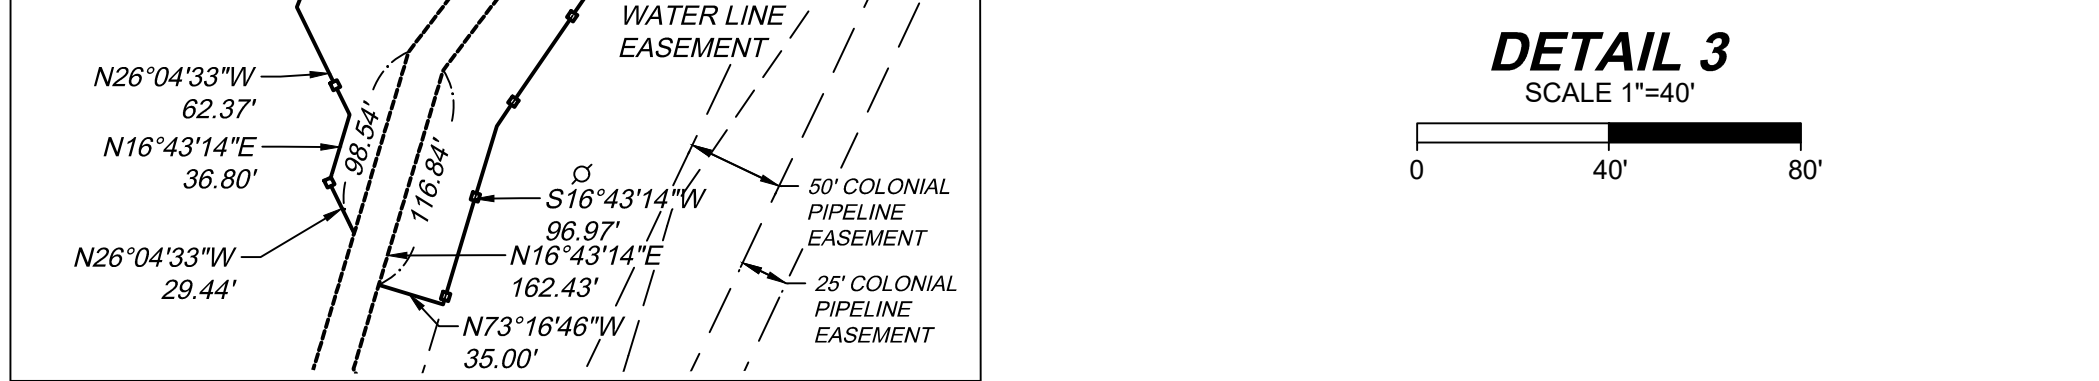 WATER LINE
EASEMENT
N26°04'33"W
62.37'
N16°43'14"E
36.80'
98.54'
116.84'
N26°04'33"W
29.44'
S16°43'14"W
96.97'
N16°43'14"E
162.43'
N73°16'46"W
35.00'
50' COLONIAL
PIPELINE
EASEMENT
25' COLONIAL
PIPELINE
EASEMENT
DETAIL 3
SCALE 1"=40'
0 40' 80'